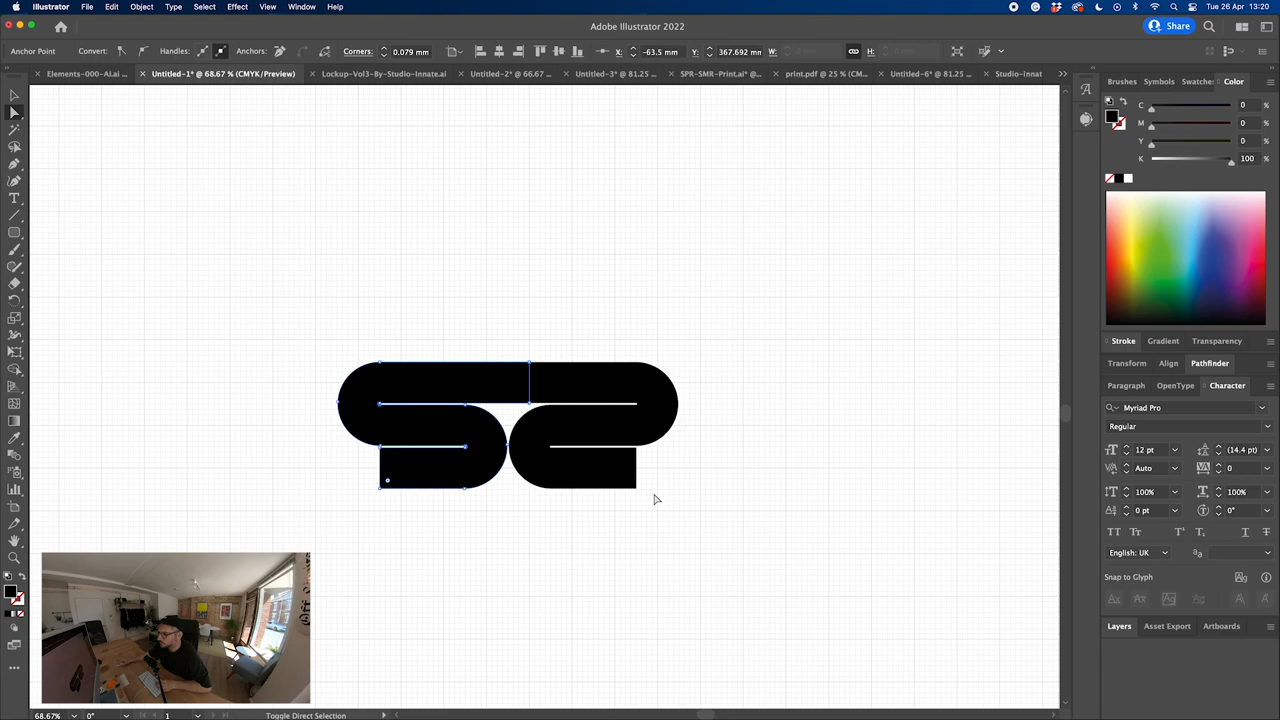 Illustrator File Edit Object Type Select Effect View Window Help
Tue 26 Apr 13:20
Adobe Illustrator 2022
Share
Anchor Point Convert: Handles: Anchors: Corners: 0.079 mm X: -63.5 mm Y: 367.692 mm W: H:
Elements-000-AI.ai ... Untitled-1* @ 68.67 % (CMYK/Preview) Lockup-Vol3-By-Studio-Innate.ai Untitled-2* @ 66.67 ... Untitled-3* @ 81.25 ... SPR-SMR-Print.ai* @... print.pdf @ 25 % (CM... Untitled-6* @ 81.25 ... Studio-Innat
Brushes Symbols Swatches Color
C 0 %
M 0 %
Y 0 %
K 100 %
Stroke Gradient Transparency
Transform Align Pathfinder
Paragraph OpenType Character
Myriad Pro
Regular
12 pt (14.4 pt)
Auto 0
100% 100%
0 pt 0°
English: UK
Snap to Glyph
Layers Asset Export Artboards
68.67% 0° 1 Toggle Direct Selection